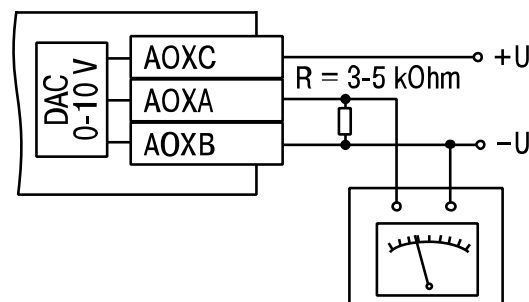 DAC
0-10 V
AOXC
AOXA
AOXB
+U
R = 3-5 kOhm
-U